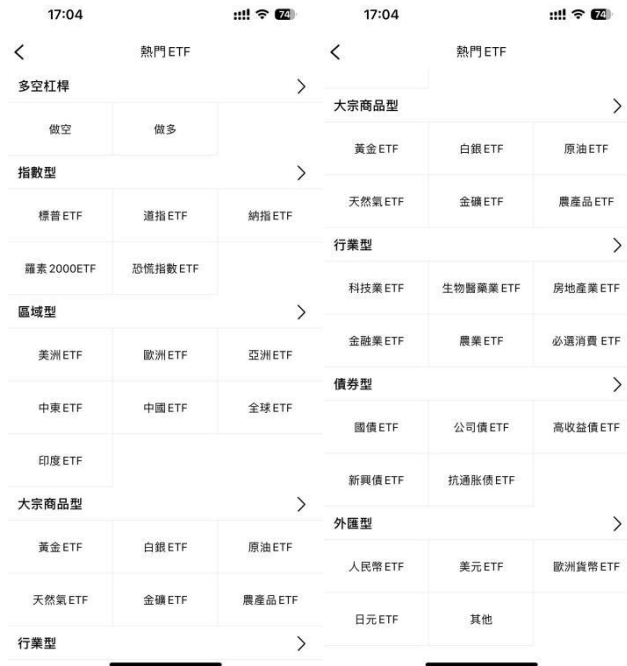 17:04
74
熱門ETF
多空杠桿
做空
做多
指數型
標普ETF
道指ETF
納指ETF
羅素2000ETF
恐慌指數ETF
區域型
美洲ETF
歐洲ETF
亞洲ETF
中東ETF
中國ETF
全球ETF
印度ETF
大宗商品型
黃金ETF
白銀ETF
原油ETF
天然氣ETF
金礦ETF
農產品ETF
行業型
17:04
74
熱門ETF
大宗商品型
黃金ETF
白銀ETF
原油ETF
天然氣ETF
金礦ETF
農產品ETF
行業型
科技業ETF
生物醫藥業ETF
房地產業ETF
金融業ETF
農業ETF
必選消費 ETF
債券型
國債ETF
公司債ETF
高收益債ETF
新興債ETF
抗通胀债ETF
外匯型
人民幣ETF
美元ETF
歐洲貨幣ETF
日元ETF
其他